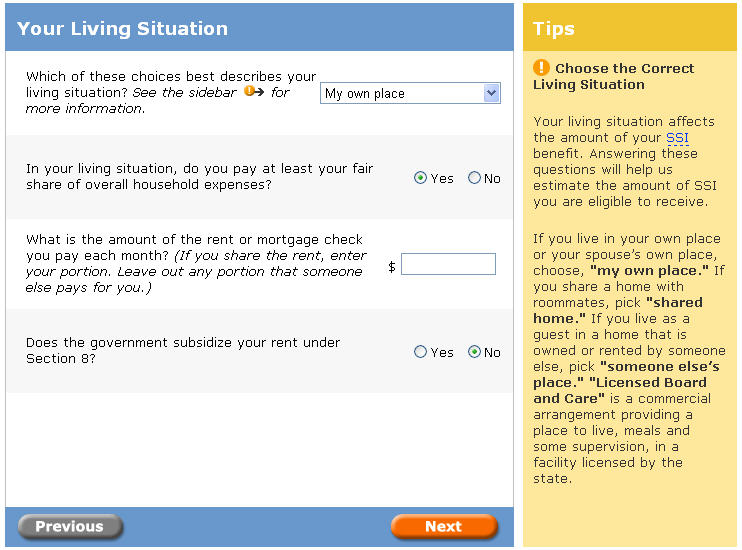 Your Living Situation
Which of these choices best describes your
living situation? See the sidebar for
more information.
My own place
In your living situation, do you pay at least your fair
share of overall household expenses?
Yes No
What is the amount of the rent or mortgage check
you pay each month? (If you share the rent, enter
your portion. Leave out any portion that someone
else pays for you.)
$
Does the government subsidize your rent under
Section 8?
Yes No
Previous
Next
Tips
Choose the Correct
Living Situation
Your living situation affects
the amount of your SSI
benefit. Answering these
questions will help us
estimate the amount of SSI
you are eligible to receive.
If you live in your own place
or your spouse's own place,
choose, "my own place." If
you share a home with
roommates, pick "shared
home." If you live as a
guest in a home that is
owned or rented by someone
else, pick "someone else's
place." "Licensed Board
and Care" is a commercial
arrangement providing a
place to live, meals and
some supervision, in a
facility licensed by the
state.